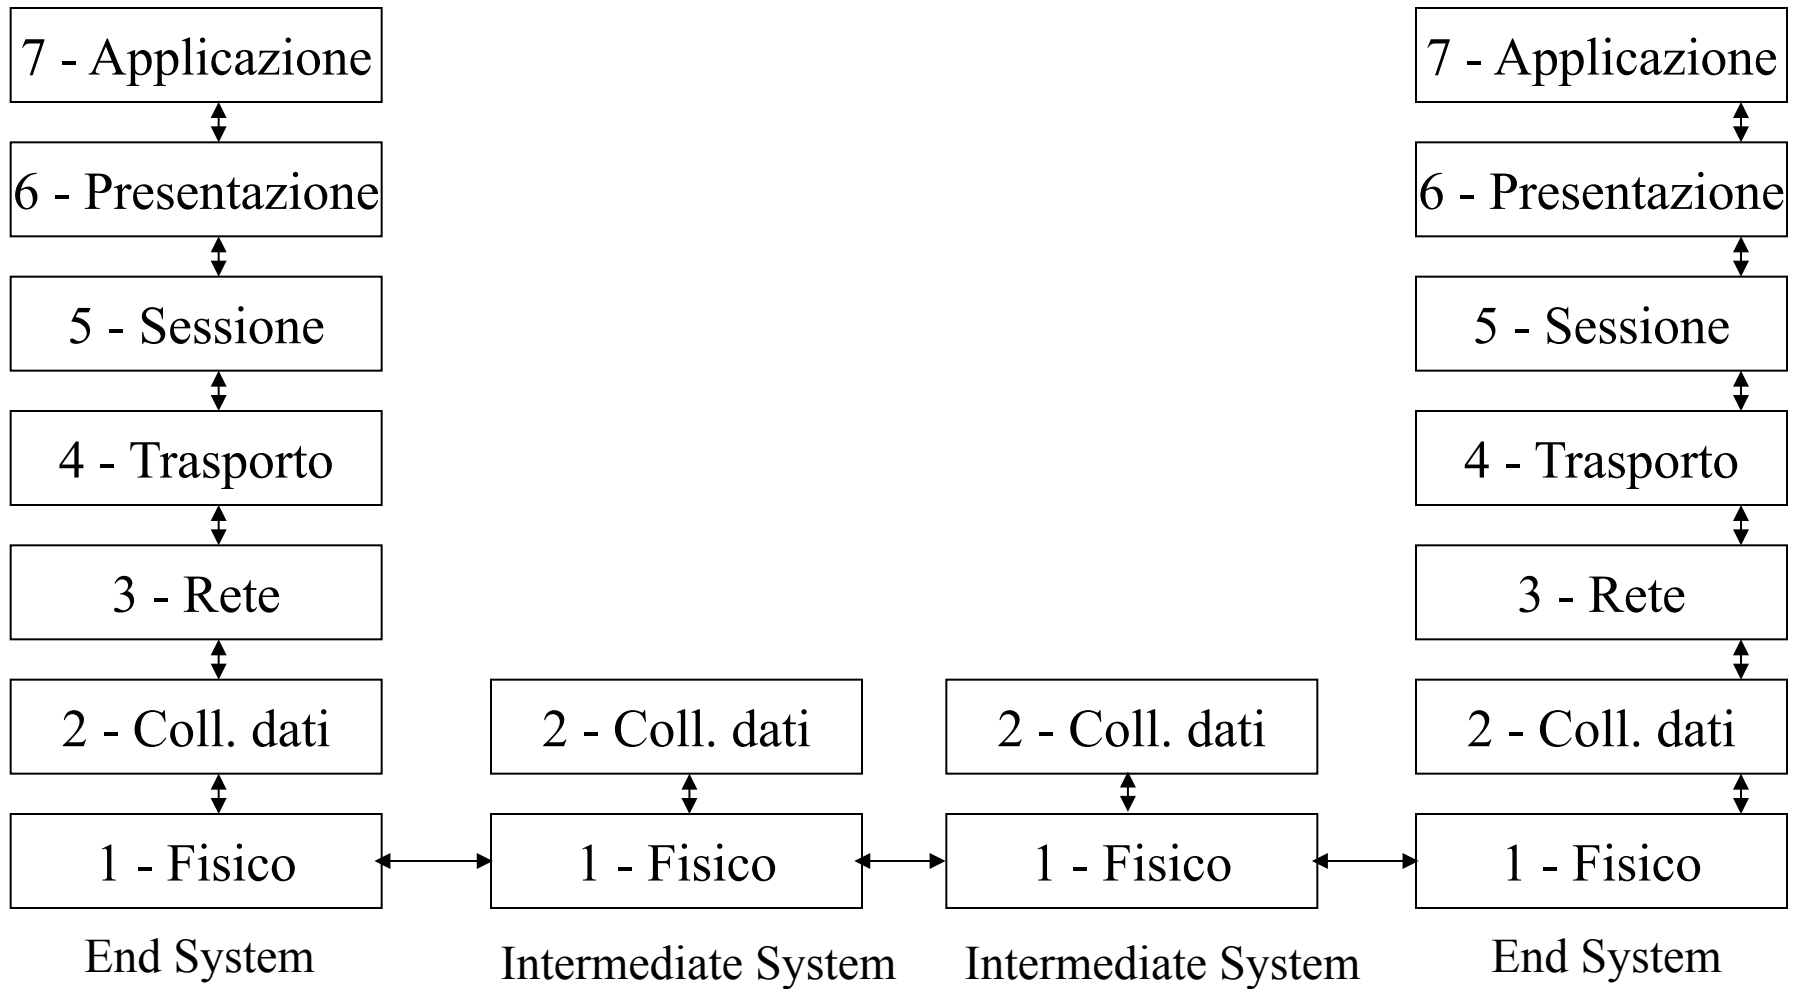 7 - Applicazione
7 - Applicazione
6 - Presentazione
6 - Presentazione
5 - Sessione
5 - Sessione
4 - Trasporto
4 - Trasporto
3 - Rete
3 - Rete
2 - Coll. dati
2 - Coll. dati
2 - Coll. dati
2 - Coll. dati
1 - Fisico
1 - Fisico
1 - Fisico
1 - Fisico
End System
Intermediate System
Intermediate System
End System